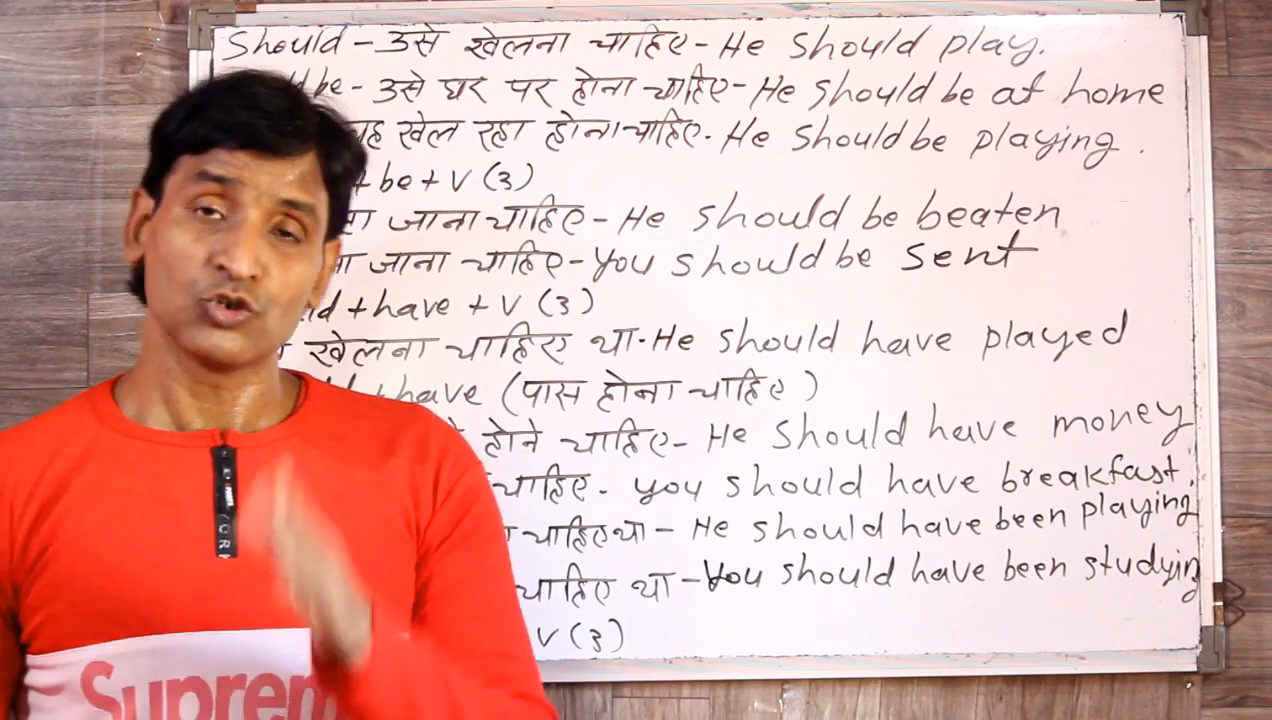 Should - उसे खेलना चाहिए - He should play.
be - उसे घर पर होना चाहिए - He should be at home
वह खेल रहा होना चाहिए. He should be playing.
+ be + V (3)
जाना चाहिए - He should be beaten
जाना चाहिए - You should be sent
+ have + V (3)
खेलना चाहिए था. He should have played
+ have (पास होना चाहिए)
होने चाहिए - He should have money
चाहिए. you should have breakfast.
चाहिए था - He should have been playing
चाहिए था - You should have been studying
V (3)